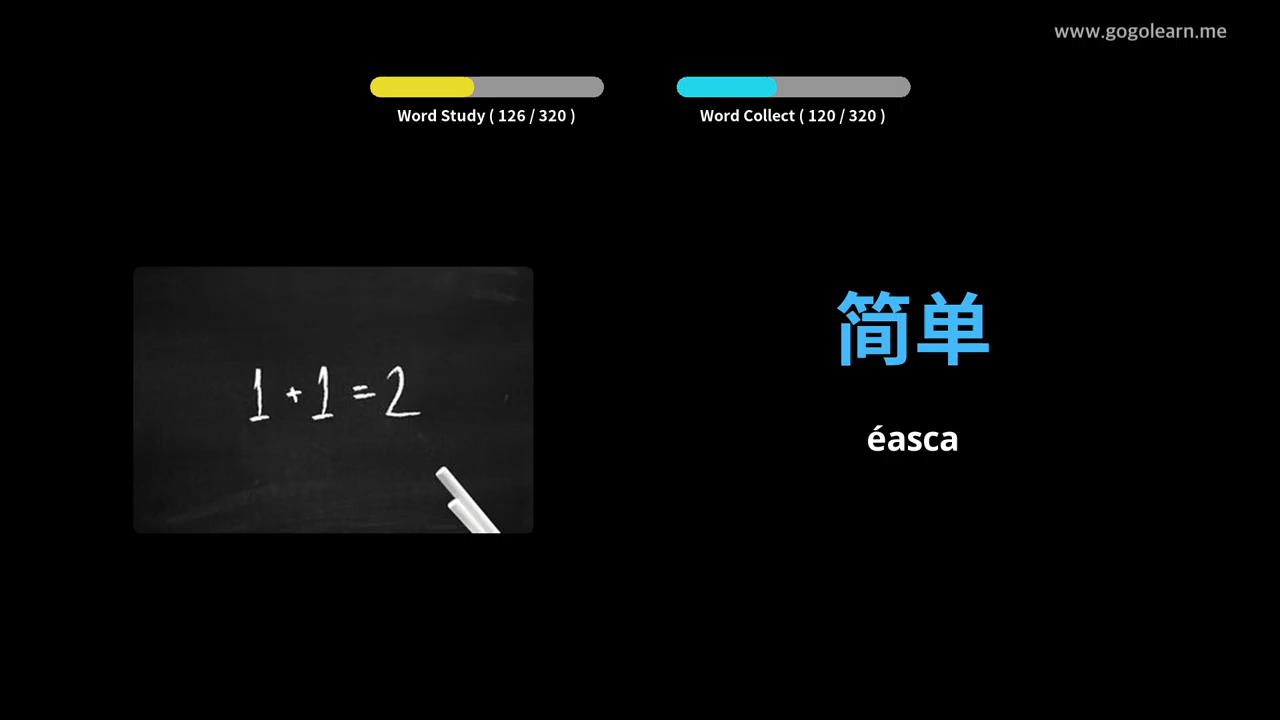 www.gogolearn.me
Word Study ( 126 / 320 )
Word Collect ( 120 / 320 )
1 + 1 = 2
简单
éasca